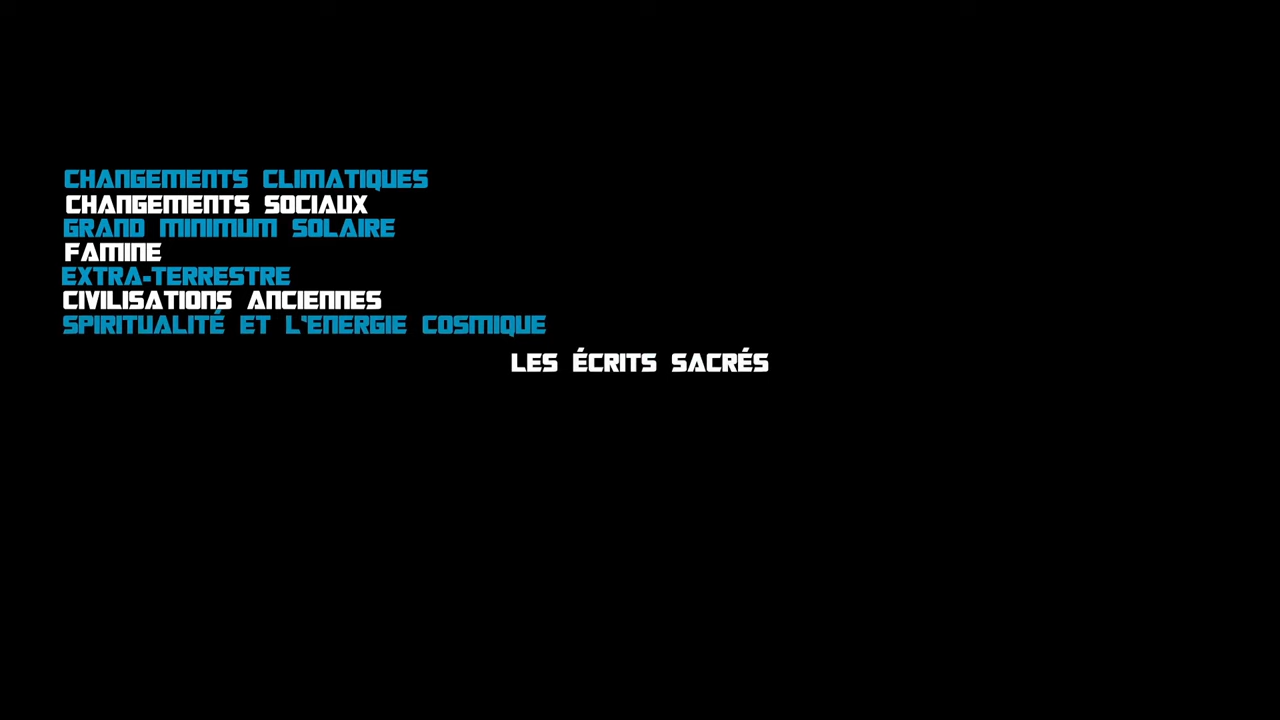 CHANGEMENTS CLIMATIQUES
CHANGEMENTS SOCIAUX
GRAND MINIMUM SOLAIRE
FAMINE
EXTRA-TERRESTRE
CIVILISATIONS ANCIENNES
SPIRITUALITÉ ET L'ENERGIE COSMIQUE
LES ÉCRITS SACRÉS